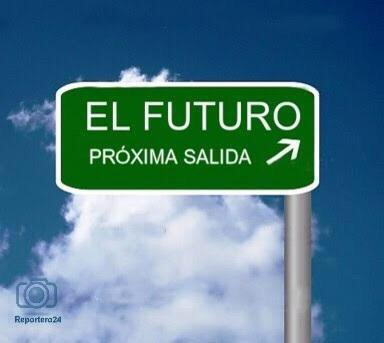 EL FUTURO
PRÓXIMA SALIDA
Reportero24